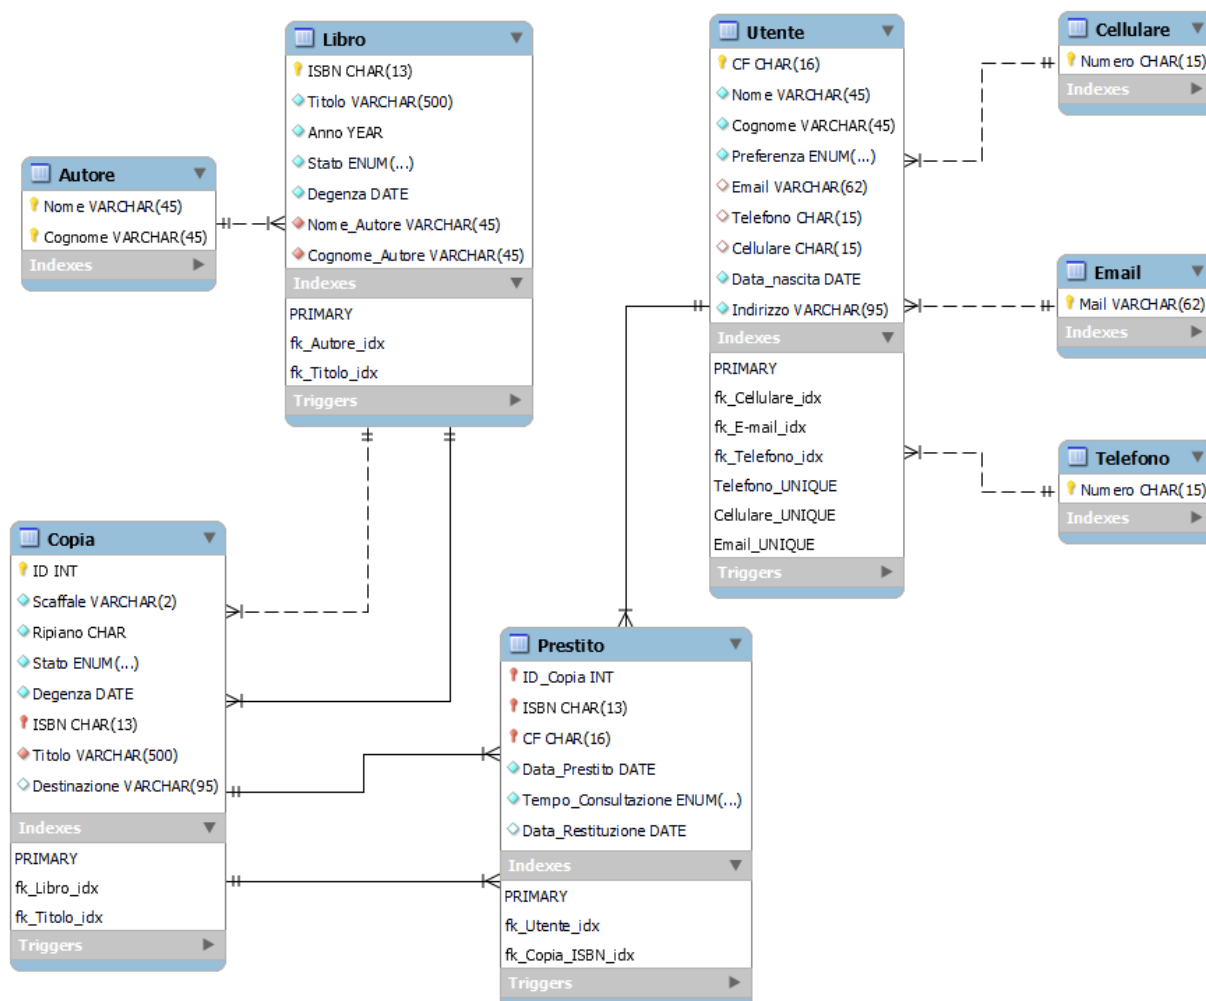 Autore
Nome VARCHAR(45)
Cognome VARCHAR(45)
Indexes
Libro
ISBN CHAR(13)
Titolo VARCHAR(500)
Anno YEAR
Stato ENUM(...)
Degenza DATE
Nome_Autore VARCHAR(45)
Cognome_Autore VARCHAR(45)
Indexes
PRIMARY
fk_Autore_idx
fk_Titolo_idx
Triggers
Utente
CF CHAR(16)
Nome VARCHAR(45)
Cognome VARCHAR(45)
Preferenza ENUM(...)
Email VARCHAR(62)
Telefono CHAR(15)
Cellulare CHAR(15)
Data_nascita DATE
Indirizzo VARCHAR(95)
Indexes
PRIMARY
fk_Cellulare_idx
fk_E-mail_idx
fk_Telefono_idx
Telefono_UNIQUE
Cellulare_UNIQUE
Email_UNIQUE
Triggers
Cellulare
Numero CHAR(15)
Indexes
Email
Mail VARCHAR(62)
Indexes
Telefono
Numero CHAR(15)
Indexes
Copia
ID INT
Scaffale VARCHAR(2)
Ripiano CHAR
Stato ENUM(...)
Degenza DATE
ISBN CHAR(13)
Titolo VARCHAR(500)
Destinazione VARCHAR(95)
Indexes
PRIMARY
fk_Libro_idx
fk_Titolo_idx
Triggers
Prestito
ID_Copia INT
ISBN CHAR(13)
CF CHAR(16)
Data_Prestito DATE
Tempo_Consultazione ENUM(...)
Data_Restituzione DATE
Indexes
PRIMARY
fk_Utente_idx
fk_Copia_ISBN_idx
Triggers